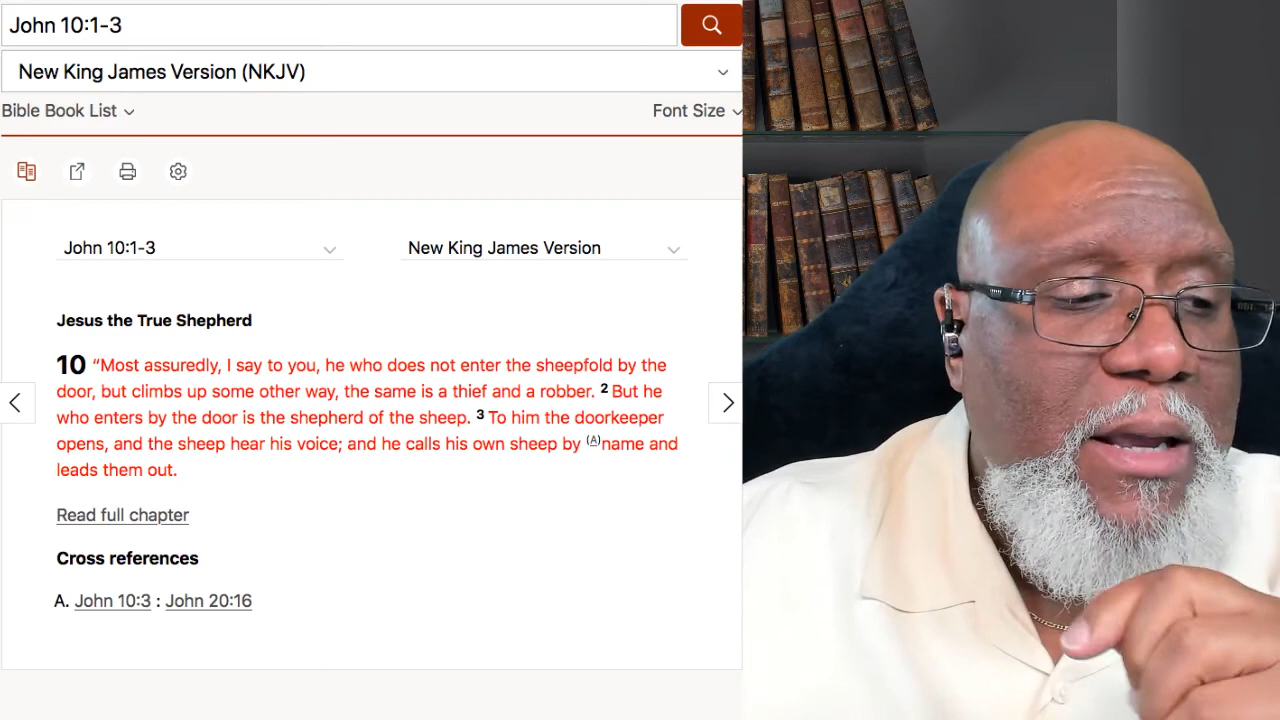 John 10:1-3
New King James Version (NKJV)
Bible Book List
Font Size
John 10:1-3
New King James Version
Jesus the True Shepherd
10 “Most assuredly, I say to you, he who does not enter the sheepfold by the
door, but climbs up some other way, the same is a thief and a robber. 2 But he
who enters by the door is the shepherd of the sheep. 3 To him the doorkeeper
opens, and the sheep hear his voice; and he calls his own sheep by (A)name and
leads them out.
Read full chapter
Cross references
A. John 10:3 : John 20:16